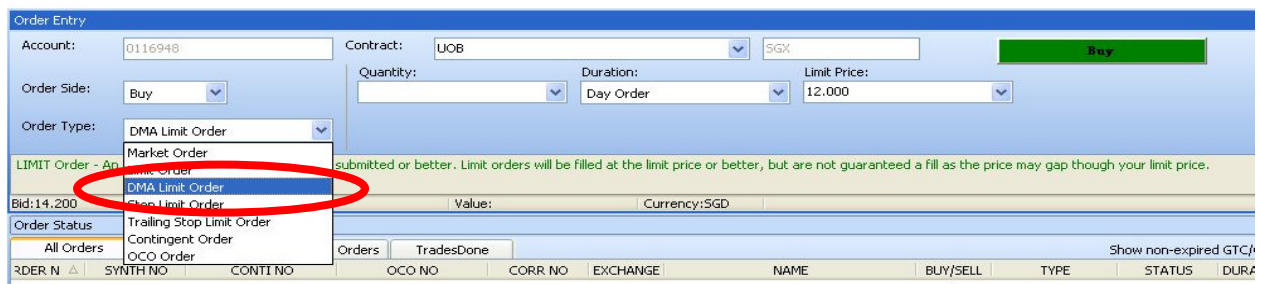 Order Entry
Account: 0116948 Contract: UOB SGX Buy
Quantity: Duration: Limit Price:
Order Side: Buy Day Order 12.000
Order Type: DMA Limit Order
Market Order
LIMIT Order - An submitted or better. Limit orders will be filled at the limit price or better, but are not guaranteed a fill as the price may gap though your limit price.
Limit Order
DMA Limit Order
Bid:14.200 Stop Limit Order Value: Currency:SGD
Order Status Trailing Stop Limit Order
Contingent Order
All Orders Orders TradesDone Show non-expired GTC/
OCO Order
RDER N SYNTH NO CONTI NO OCO NO CORR NO EXCHANGE NAME BUY/SELL TYPE STATUS DURA